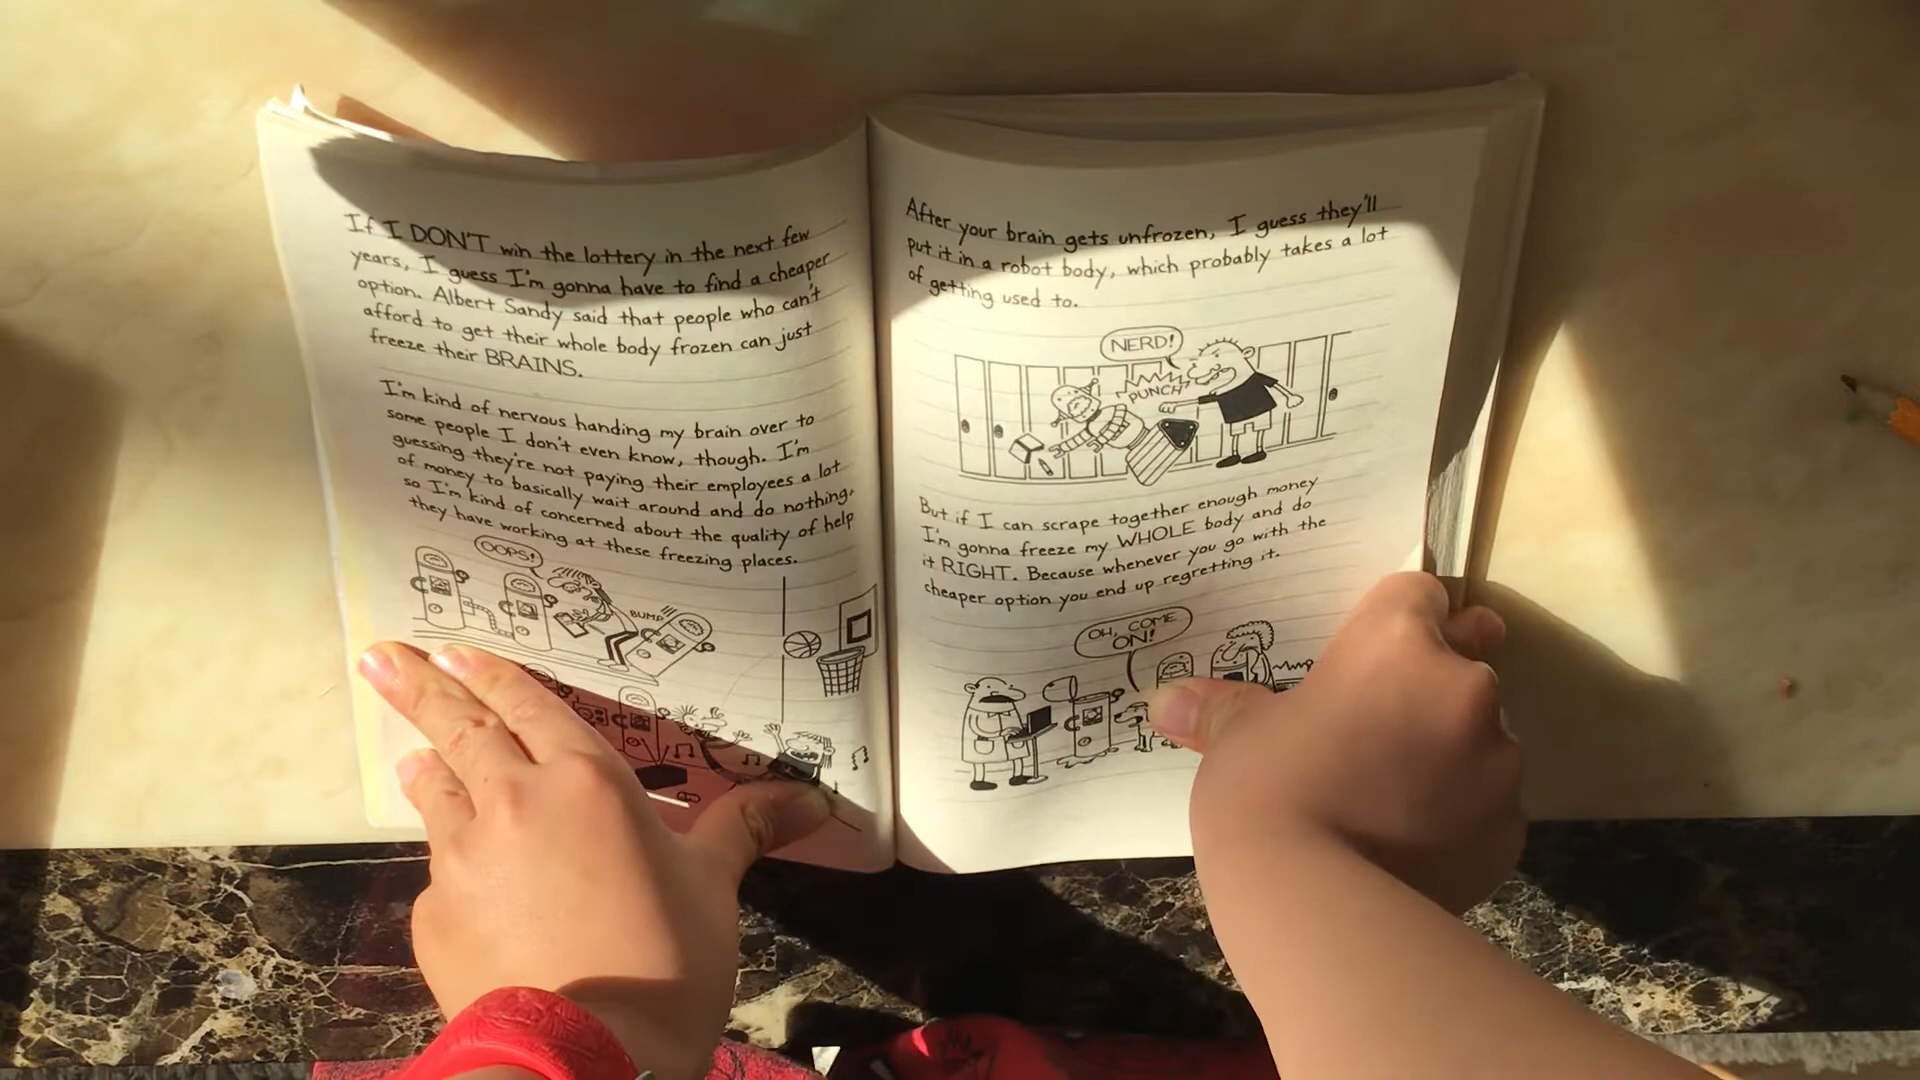 If I DON'T win the lottery in the next few
years, I guess I'm gonna have to find a cheaper
option. Albert Sandy said that people who can't
afford to get their whole body frozen can just
freeze their BRAINS.
I'm kind of nervous handing my brain over to
some people I don't even know, though. I'm
guessing they're not paying their employees a lot
of money to basically wait around and do nothing,
so I'm kind of concerned about the quality of help
they have working at these freezing places.
OOPS!
BUMP
After your brain gets unfrozen, I guess they'll
put it in a robot body, which probably takes a lot
of getting used to.
NERD!
PUNCH
But if I can scrape together enough money
I'm gonna freeze my WHOLE body and do
it RIGHT. Because whenever you go with the
cheaper option you end up regretting it.
OH, COME
ON!